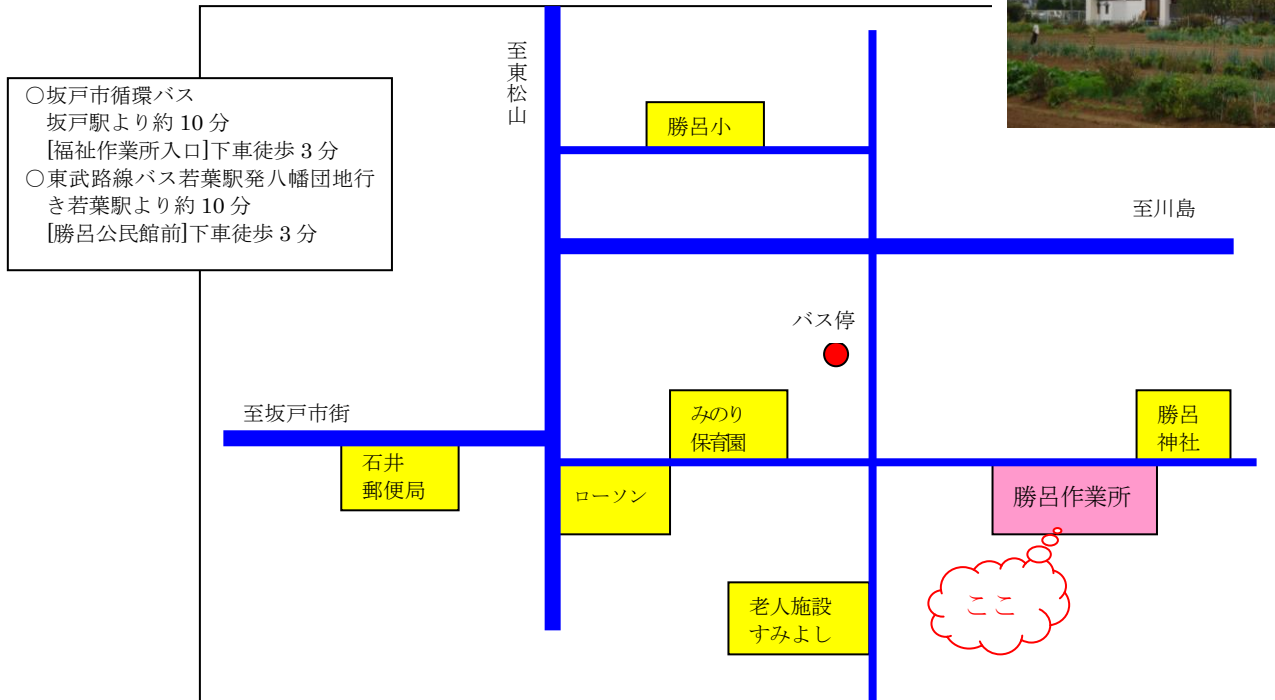 ○坂戸市循環バス
坂戸駅より約 10 分
[福祉作業所入口]下車徒歩 3 分
○東武路線バス若葉駅発八幡団地行
き若葉駅より約 10 分
[勝呂公民館前]下車徒歩 3 分
至東松山
勝呂小
至川島
バス停
至坂戸市街
みのり
保育園
勝呂
神社
石井
郵便局
ローソン
勝呂作業所
ここ
老人施設
すみよし